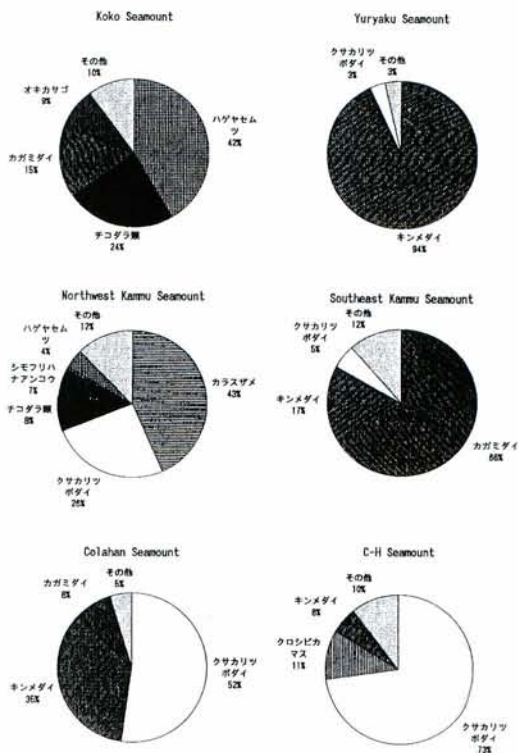 Koko Seamount
その他
10%
オキカサゴ
9%
カガミダイ
15%
ソコダラ類
24%
ハゲヤセム
ツ
42%
Yuryaku Seamount
クサカリツ
ボダイ
3%
その他
3%
キンメダイ
94%
Northwest Kammu Seamount
その他
12%
ハゲヤセム
ツ
4%
シモフリハ
ナアンコウ
7%
ソコダラ類
8%
クサカリツ
ボダイ
26%
カラスザメ
43%
Southeast Kammu Seamount
その他
12%
クサカリツ
ボダイ
5%
キンメダイ
17%
カガミダイ
66%
Colahan Seamount
その他
5%
カガミダイ
8%
キンメダイ
35%
クサカリツ
ボダイ
52%
C-H Seamount
その他
10%
キンメダイ
6%
クロシビカ
マス
11%
クサカリツ
ボダイ
73%